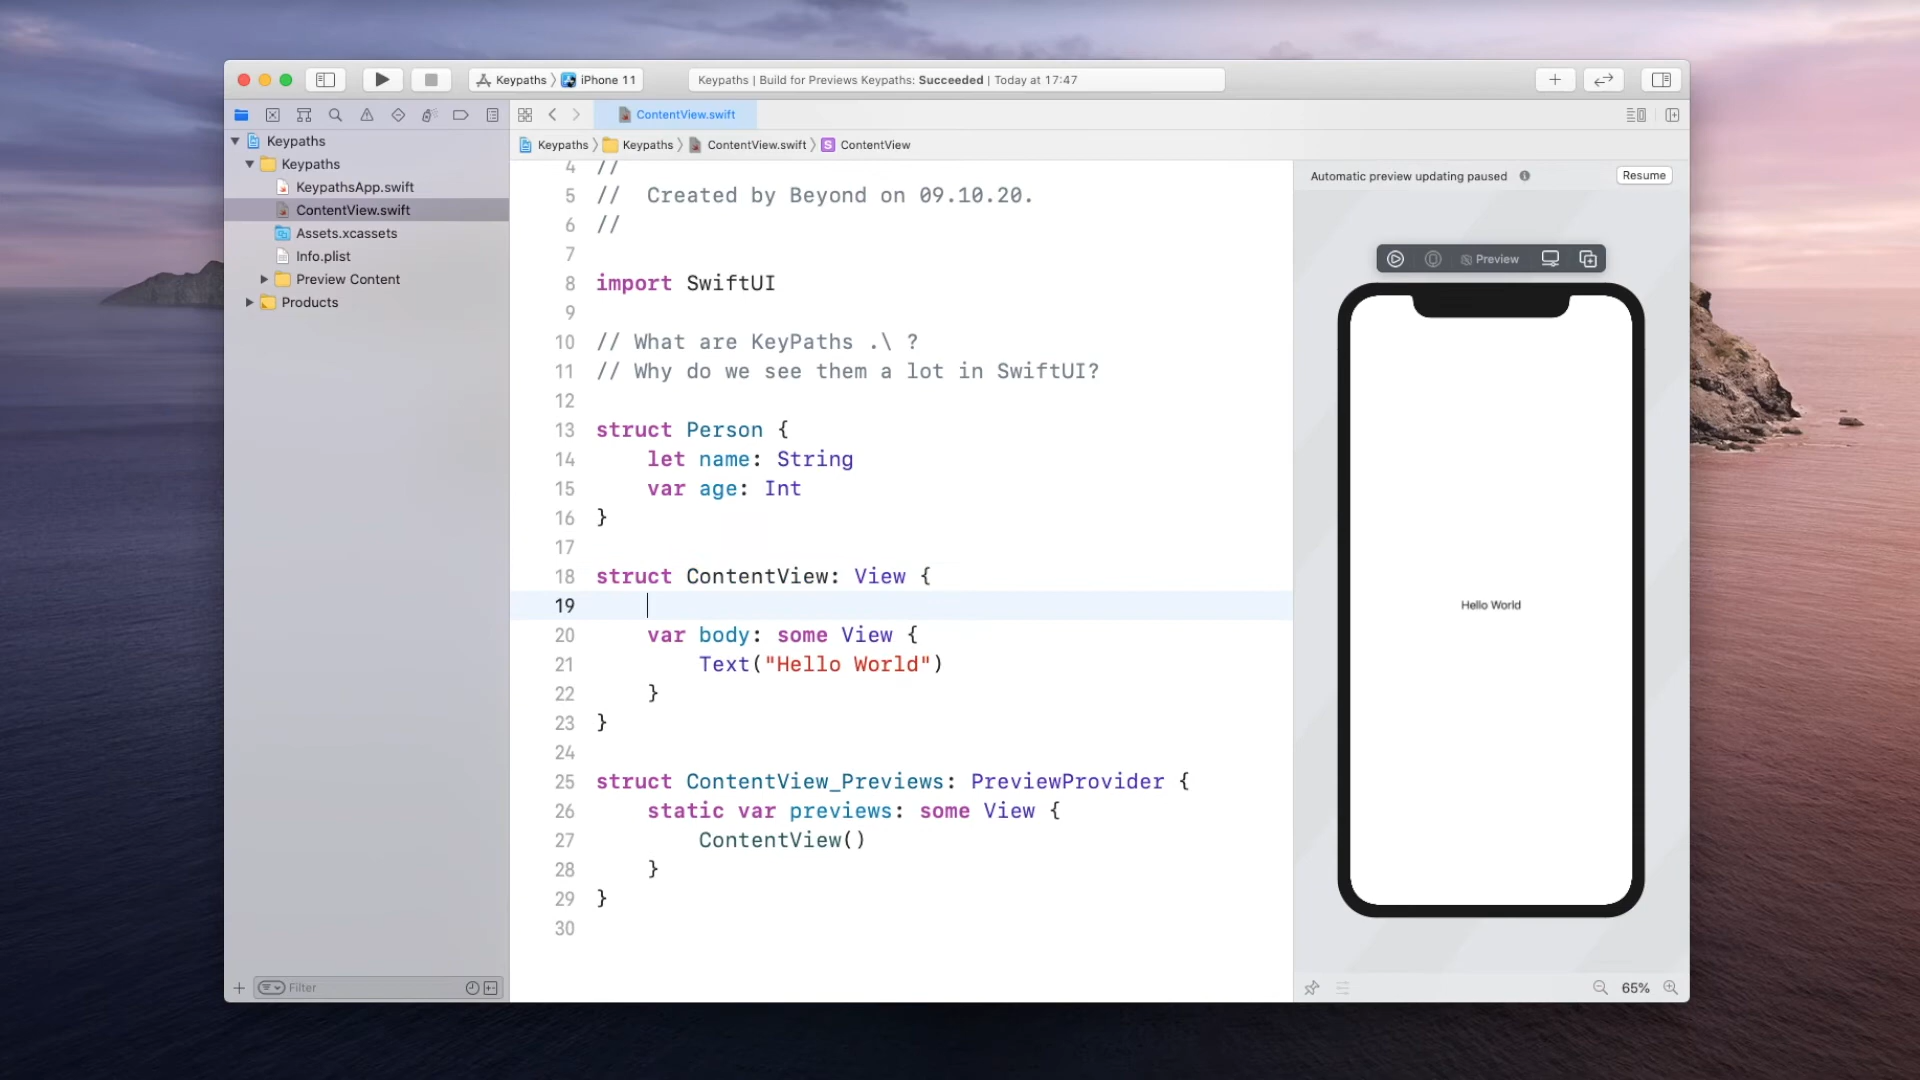 Keypaths 〉 iPhone 11
Keypaths | Build for Previews Keypaths: Succeeded | Today at 17:47
ContentView.swift
Keypaths 〉 Keypaths 〉 ContentView.swift 〉 S ContentView
Keypaths
Keypaths
KeypathsApp.swift
ContentView.swift
Assets.xcassets
Info.plist
Preview Content
Products
Filter
4 //
5 //  Created by Beyond on 09.10.20.
6 //
7
8 import SwiftUI
9
10 // What are KeyPaths .\ ?
11 // Why do we see them a lot in SwiftUI?
12
13 struct Person {
14     let name: String
15     var age: Int
16 }
17
18 struct ContentView: View {
19
20     var body: some View {
21         Text("Hello World")
22     }
23 }
24
25 struct ContentView_Previews: PreviewProvider {
26     static var previews: some View {
27         ContentView()
28     }
29 }
30
Automatic preview updating paused
Resume
Preview
Hello World
65%